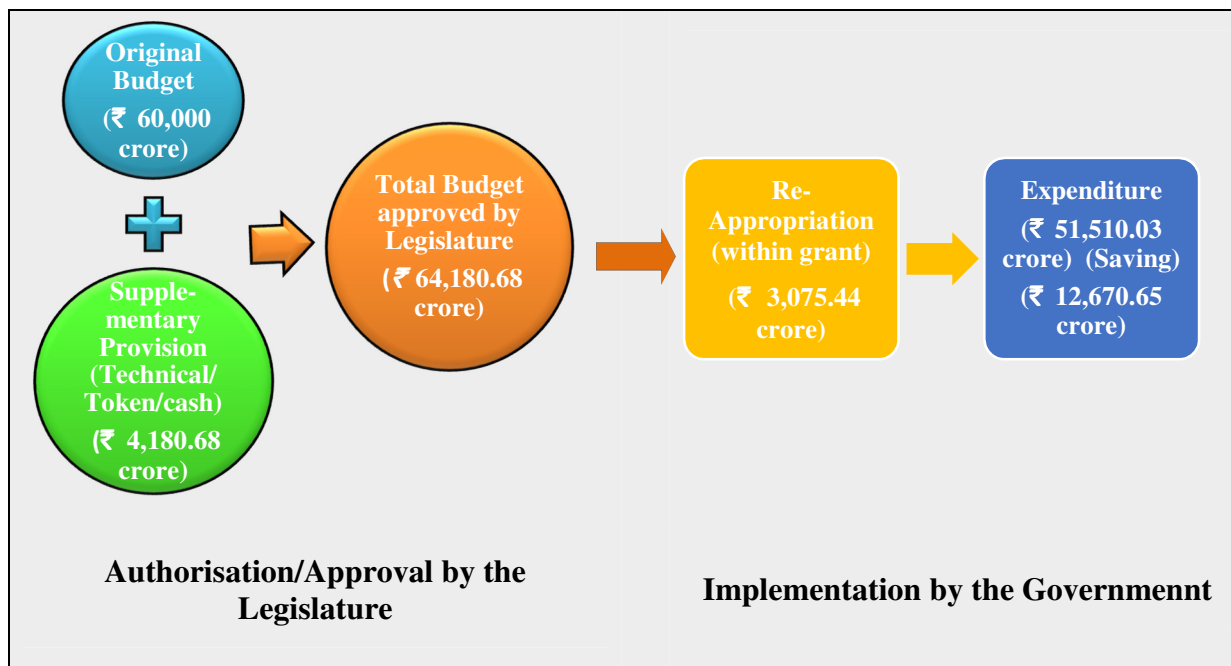 Original
Budget
(₹ 60,000
crore)
Supple-
mentary
Provision
(Technical/
Token/cash)
(₹ 4,180.68
crore)
Total Budget
approved by
Legislature
(₹ 64,180.68
crore)
Re-
Appropriation
(within grant)
(₹ 3,075.44
crore)
Expenditure
(₹ 51,510.03
crore) (Saving)
(₹ 12,670.65
crore)
Authorisation/Approval by the
Legislature
Implementation by the Governmennt